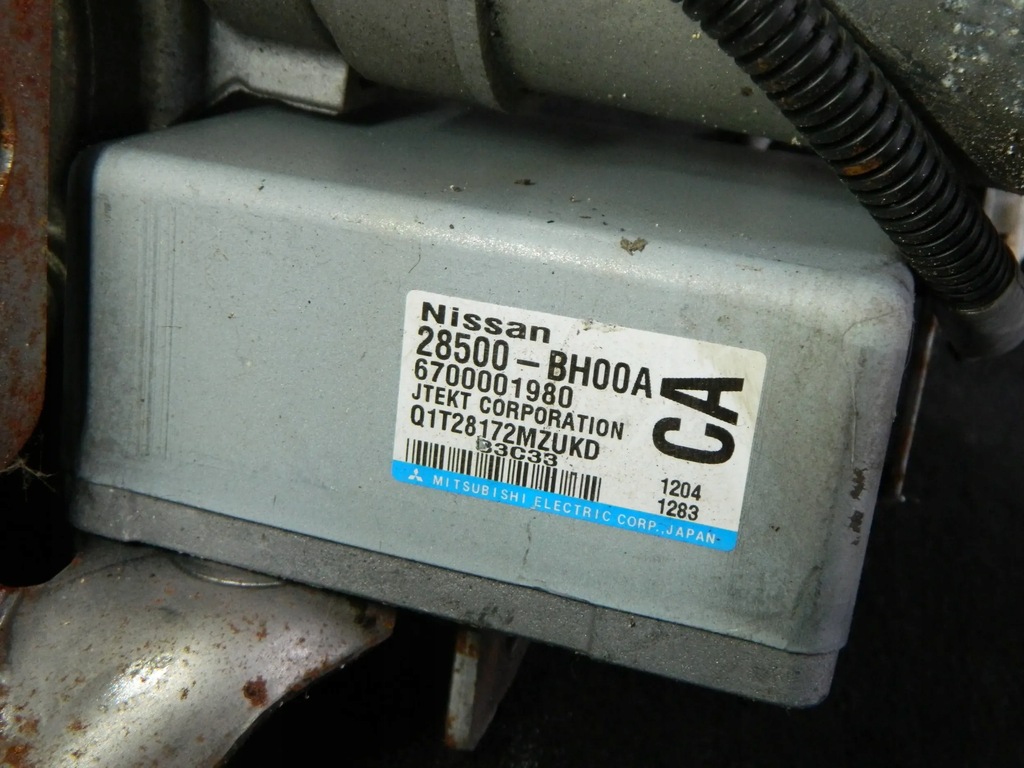 Nissan
28500-BH00A
6700001980
JTEKT CORPORATION
Q1T28172MZUKD
B3C33
CA
1204
1283
MITSUBISHI ELECTRIC CORP., JAPAN